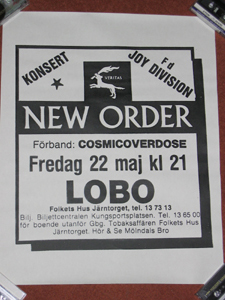 KONSERT
Fd
JOY DIVISION
VERITAS
NEW ORDER
Förband: COSMICOVERDOSE
Fredag 22 maj kl 21
LOBO
Folkets Hus Järntorget, tel. 13 73 13
Bilj. Biljettcentralen Kungsportsplatsen. Tel. 13 65 00
för boende utanför Gbg. Tobaksaffären Folkets Hus
Järntorget. Hör & Se Mölndals Bro